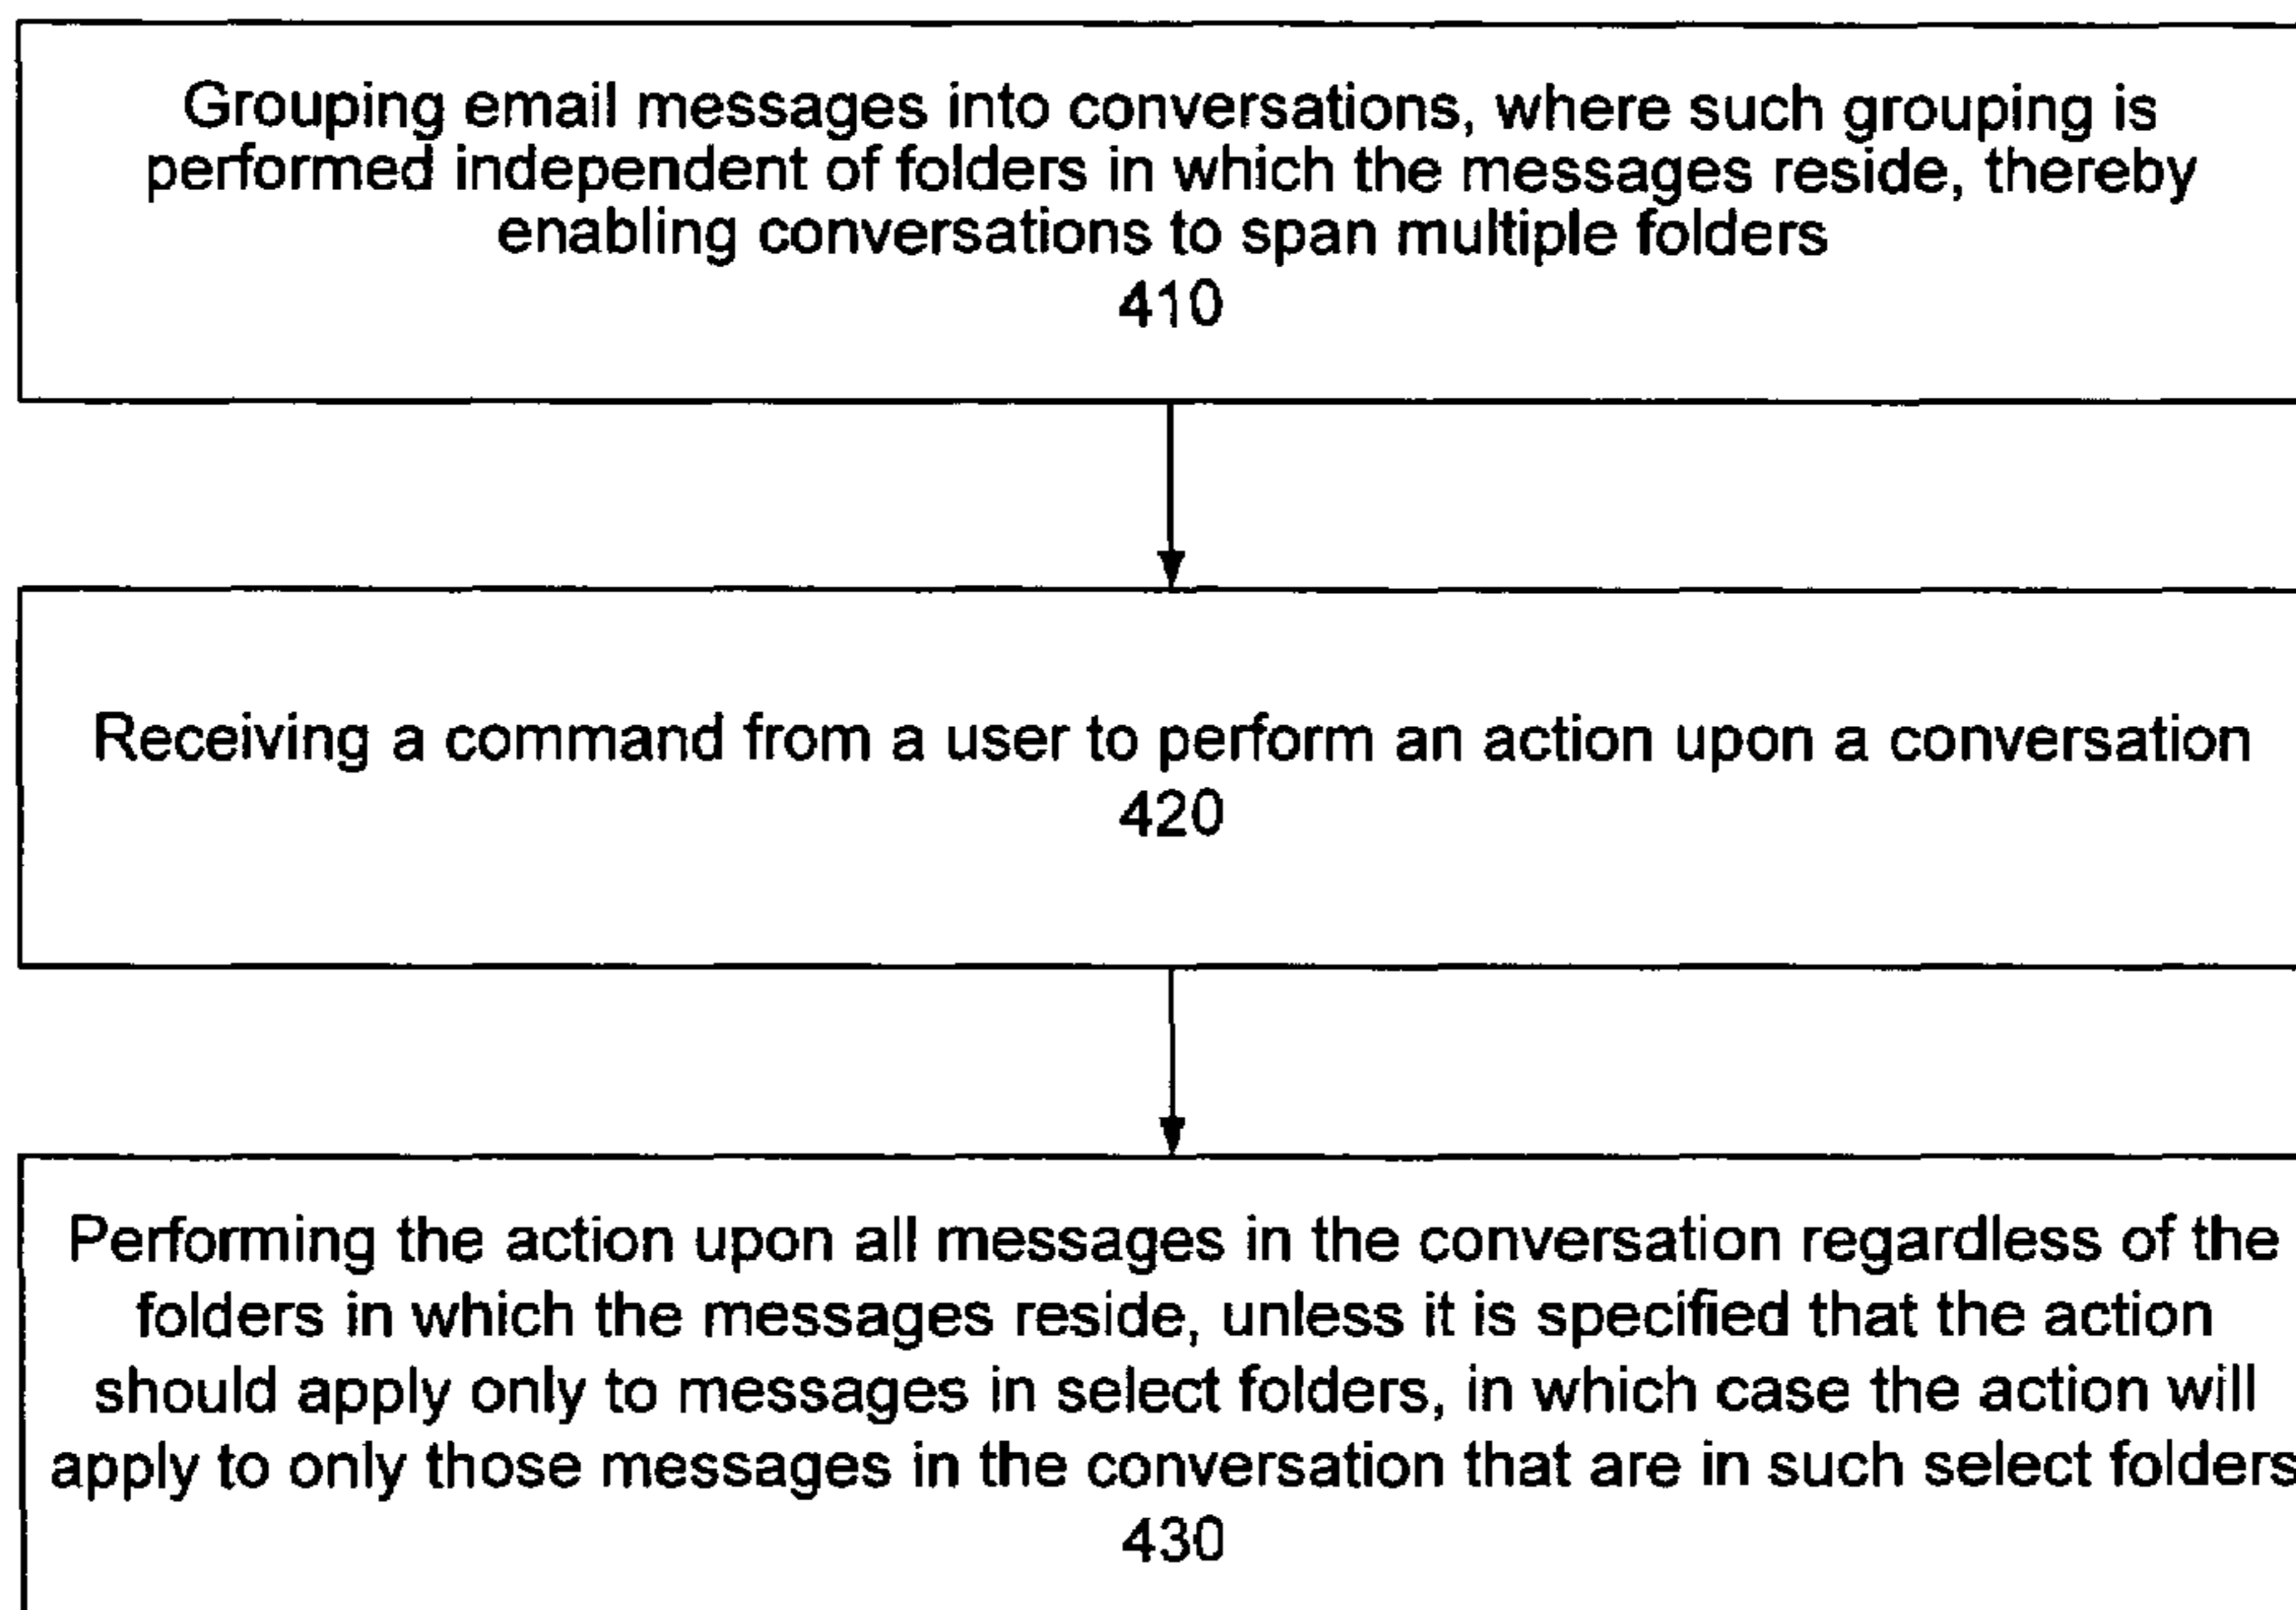 Grouping email messages into conversations, where such grouping is
performed independent of folders in which the messages reside, thereby
enabling conversations to span multiple folders
410
Receiving a command from a user to perform an action upon a conversation
420
Performing the action upon all messages in the conversation regardless of the
folders in which the messages reside, unless it is specified that the action
should apply only to messages in select folders, in which case the action will
apply to only those messages in the conversation that are in such select folders
430